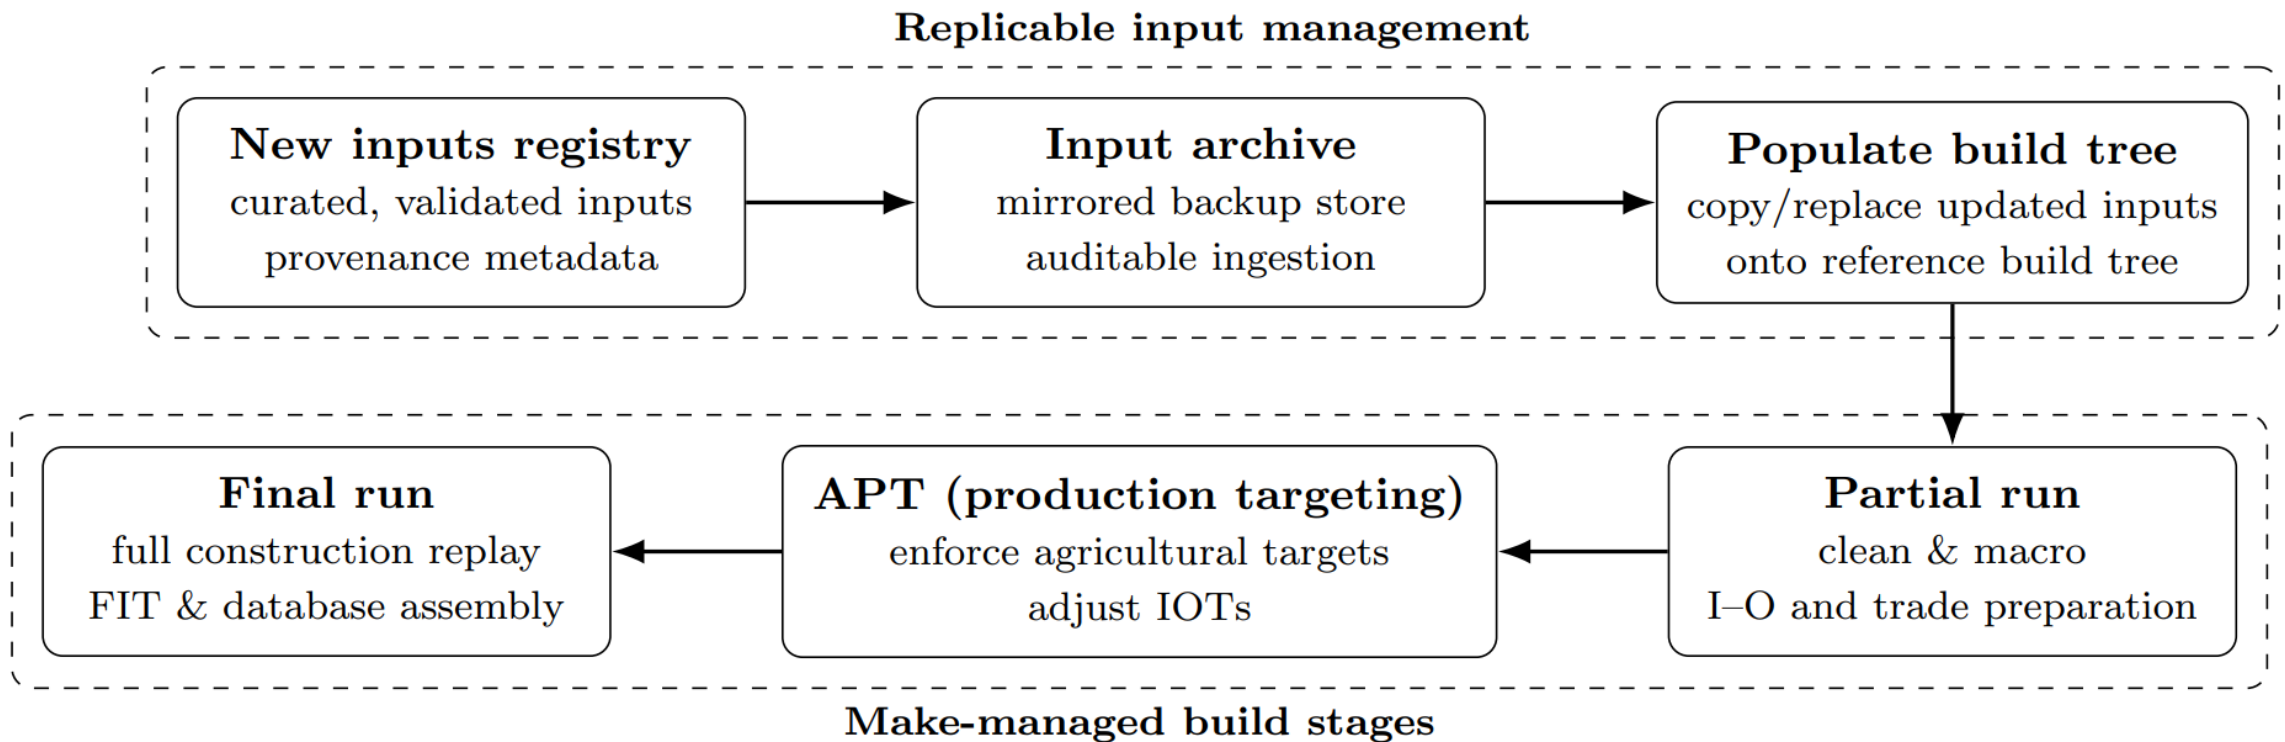 Replicable input management
New inputs registry
curated, validated inputs
provenance metadata
Input archive
mirrored backup store
auditable ingestion
Populate build tree
copy/replace updated inputs
onto reference build tree
Final run
full construction replay
FIT & database assembly
APT (production targeting)
enforce agricultural targets
adjust IOTs
Partial run
clean & macro
I–O and trade preparation
Make-managed build stages